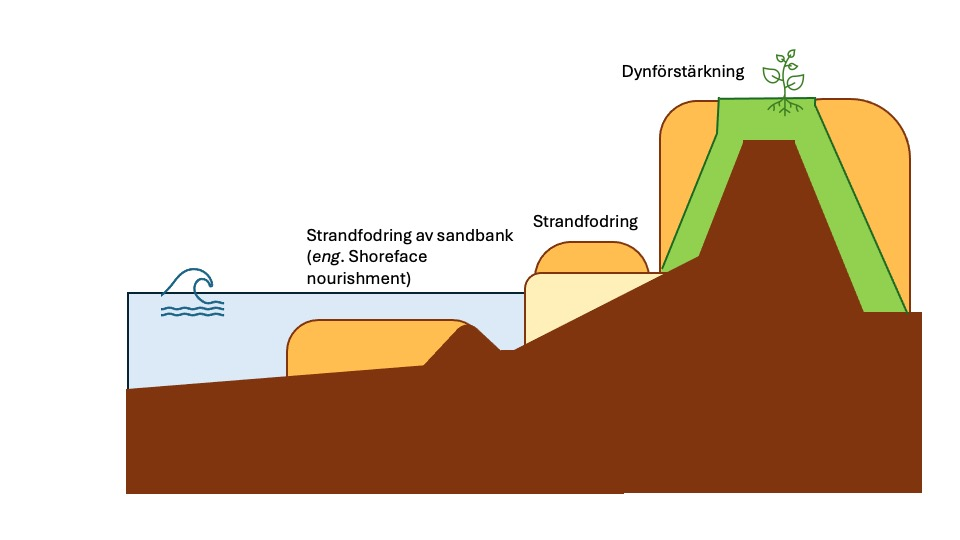 Dynförstärkning
Strandfodring
Strandfodring av sandbank
(eng. Shoreface
nourishment)